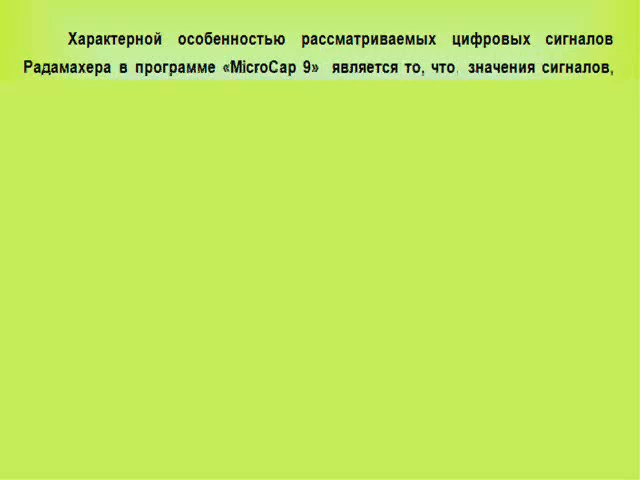 Характерной особенностью рассматриваемых цифровых сигналов
Радамахера в программе «MicroCap 9» является то, что, значения сигналов,